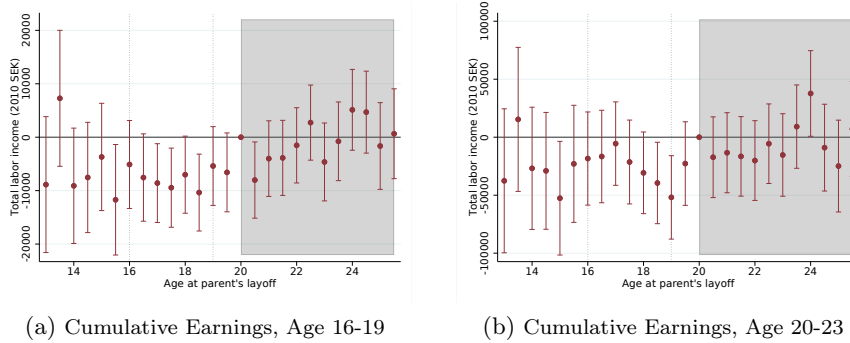 20000
10000
0
-10000
-20000
Total labor income (2010 SEK)
14 16 18 20 22 24
Age at parent's layoff
(a) Cumulative Earnings, Age 16-19
100000
50000
0
-50000
-100000
Total labor income (2010 SEK)
14 16 18 20 22 24
Age at parent's layoff
(b) Cumulative Earnings, Age 20-23